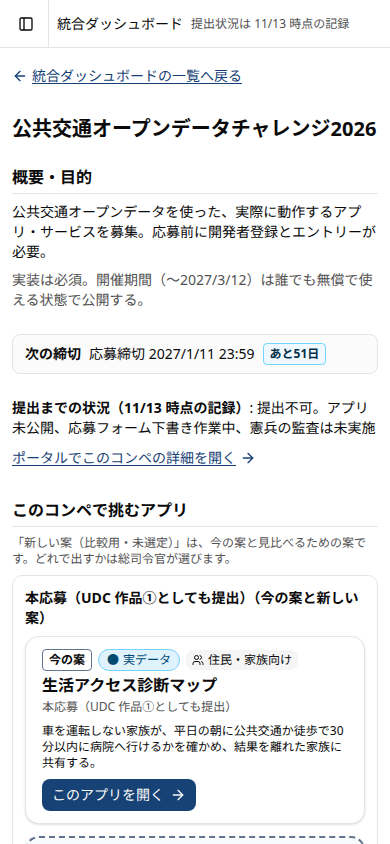 統合ダッシュボード 提出状況は 11/13 時点の記録
← 統合ダッシュボードの一覧へ戻る
公共交通オープンデータチャレンジ2026
概要・目的
公共交通オープンデータを使った、実際に動作するアプ
リ・サービスを募集。応募前に開発者登録とエントリーが
必要。
実装は必須。開催期間（～2027/3/12）は誰でも無償で使
える状態で公開する。
次の締切 応募締切 2027/1/11 23:59 あと51日
提出までの状況（11/13 時点の記録）: 提出不可。アプリ
未公開、応募フォーム下書き作業中、憲兵の監査は未実施
ポータルでこのコンペの詳細を開く →
このコンペで挑むアプリ
「新しい案（比較用・未選定）」は、今の案と見比べるための案で
す。どれで出すかは総司令官が選びます。
本応募（UDC 作品①としても提出）（今の案と新しい
案）
今の案 実データ 住民・家族向け
生活アクセス診断マップ
本応募（UDC 作品①としても提出）
車を運転しない家族が、平日の朝に公共交通か徒歩で30
分以内に病院へ行けるかを確かめ、結果を離れた家族に
共有する。
このアプリを開く →